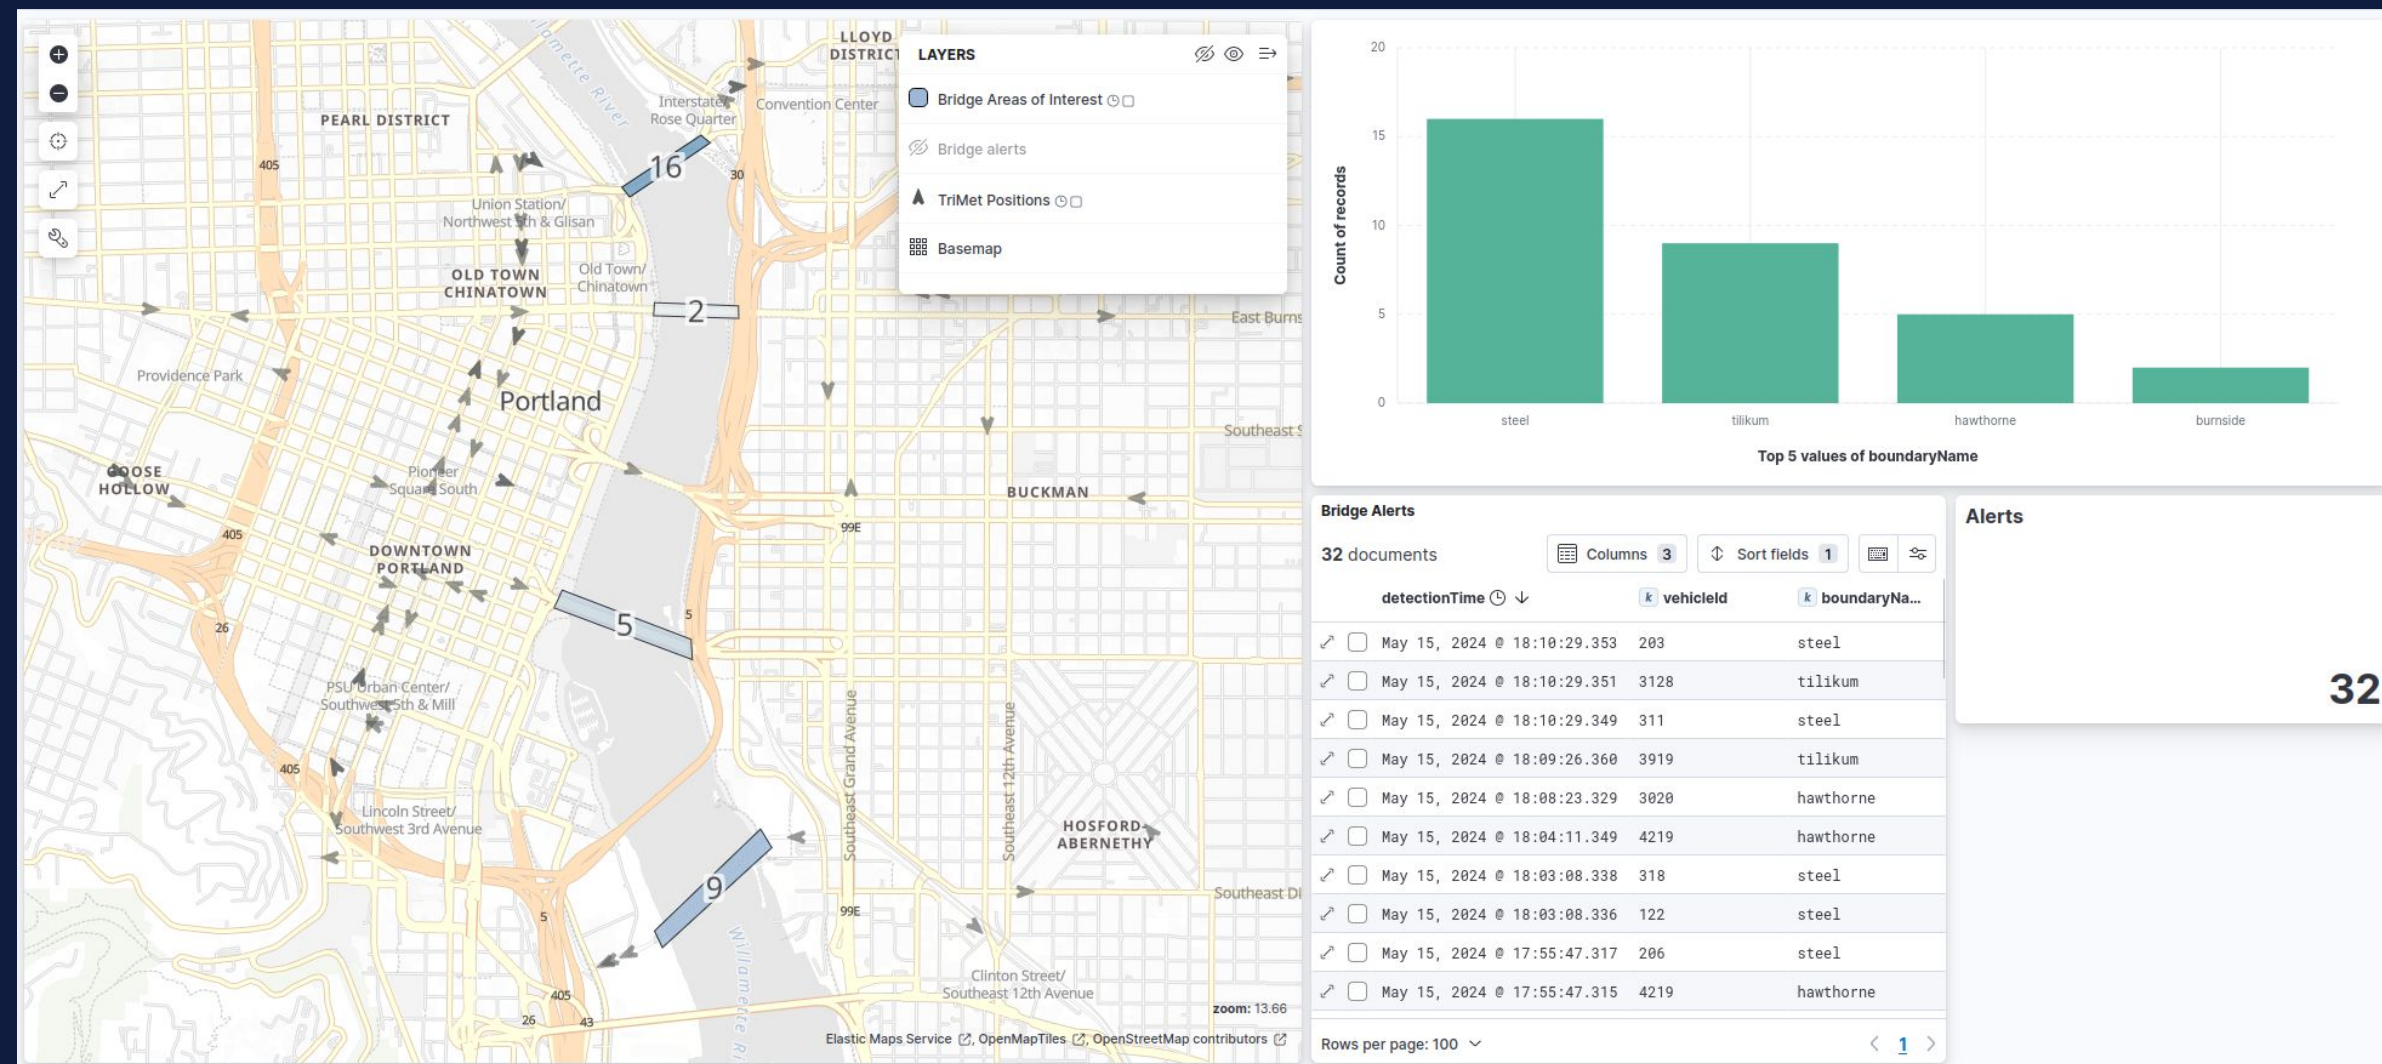 LLOYD
DISTRICT
Willamette River
Interstate/
Rose Quarter
Convention Center
PEARL DISTRICT
405
16
30
Union Station/
Northwest 5th & Glisan
OLD TOWN
CHINATOWN
Old Town/
Chinatown
2
East Burns
Providence Park
Portland
Southeast S
GOOSE
HOLLOW
Pioneer
Square South
BUCKMAN
99E
405
DOWNTOWN
PORTLAND
5
5
26
PSU Urban Center/
Southwest 5th & Mill
Southeast Grand Avenue
Southeast 12th Avenue
405
Lincoln Street/
Southwest 3rd Avenue
HOSFORD-
ABERNETHY
9
Southeast Di
5
99E
Willamette Ri
Clinton Street/
Southeast 12th Avenue
405
26
43
zoom: 13.66
Elastic Maps Service, OpenMapTiles, OpenStreetMap contributors
LAYERS
Bridge Areas of Interest
Bridge alerts
TriMet Positions
Basemap
20
15
10
5
0
Count of records
steel tilikum hawthorne burnside
Top 5 values of boundaryName
Bridge Alerts
32 documents Columns 3 Sort fields 1
detectionTime k vehicleId k boundaryNa...
May 15, 2024 @ 18:10:29.353 203 steel
May 15, 2024 @ 18:10:29.351 3128 tilikum
May 15, 2024 @ 18:10:29.349 311 steel
May 15, 2024 @ 18:09:26.360 3919 tilikum
May 15, 2024 @ 18:08:23.329 3020 hawthorne
May 15, 2024 @ 18:04:11.349 4219 hawthorne
May 15, 2024 @ 18:03:08.338 318 steel
May 15, 2024 @ 18:03:08.336 122 steel
May 15, 2024 @ 17:55:47.317 206 steel
May 15, 2024 @ 17:55:47.315 4219 hawthorne
Rows per page: 100 1
Alerts
32